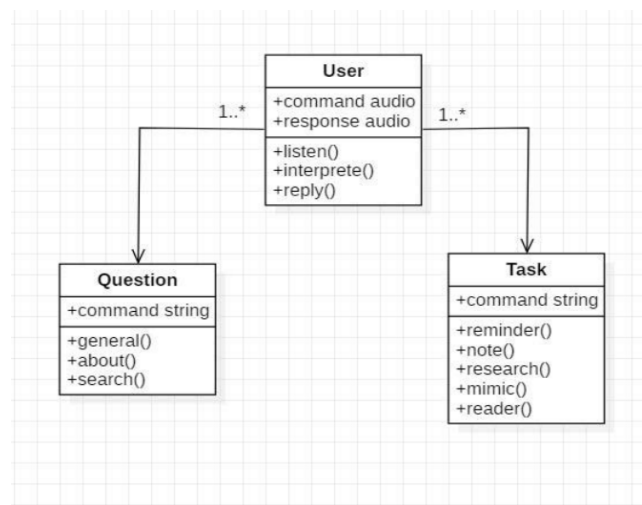 User
+command audio
+response audio
+listen()
+interprete()
+reply()
1..*
1..*
Question
+command string
+general()
+about()
+search()
Task
+command string
+reminder()
+note()
+research()
+mimic()
+reader()